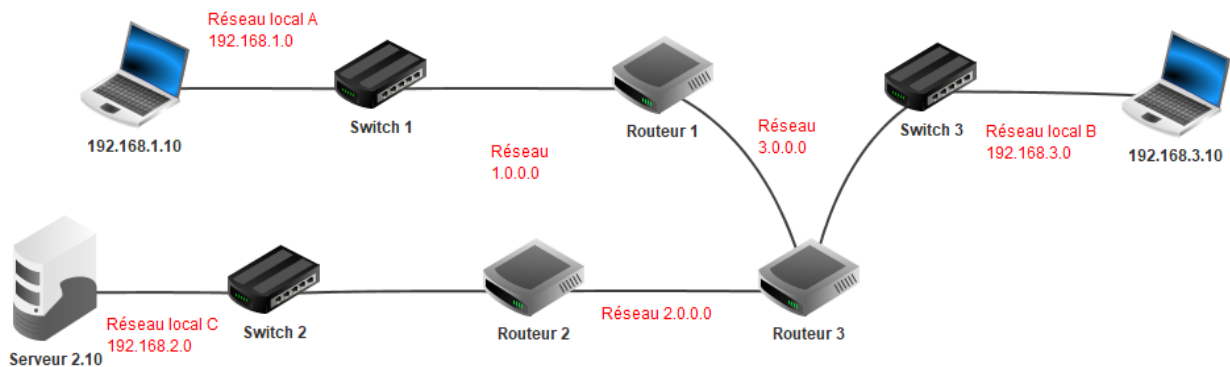 Réseau local A
192.168.1.0
192.168.1.10
Switch 1
Routeur 1
Réseau
3.0.0.0
Switch 3
Réseau local B
192.168.3.0
192.168.3.10
Réseau
1.0.0.0
Serveur 2.10
Réseau local C
192.168.2.0
Switch 2
Routeur 2
Réseau 2.0.0.0
Routeur 3